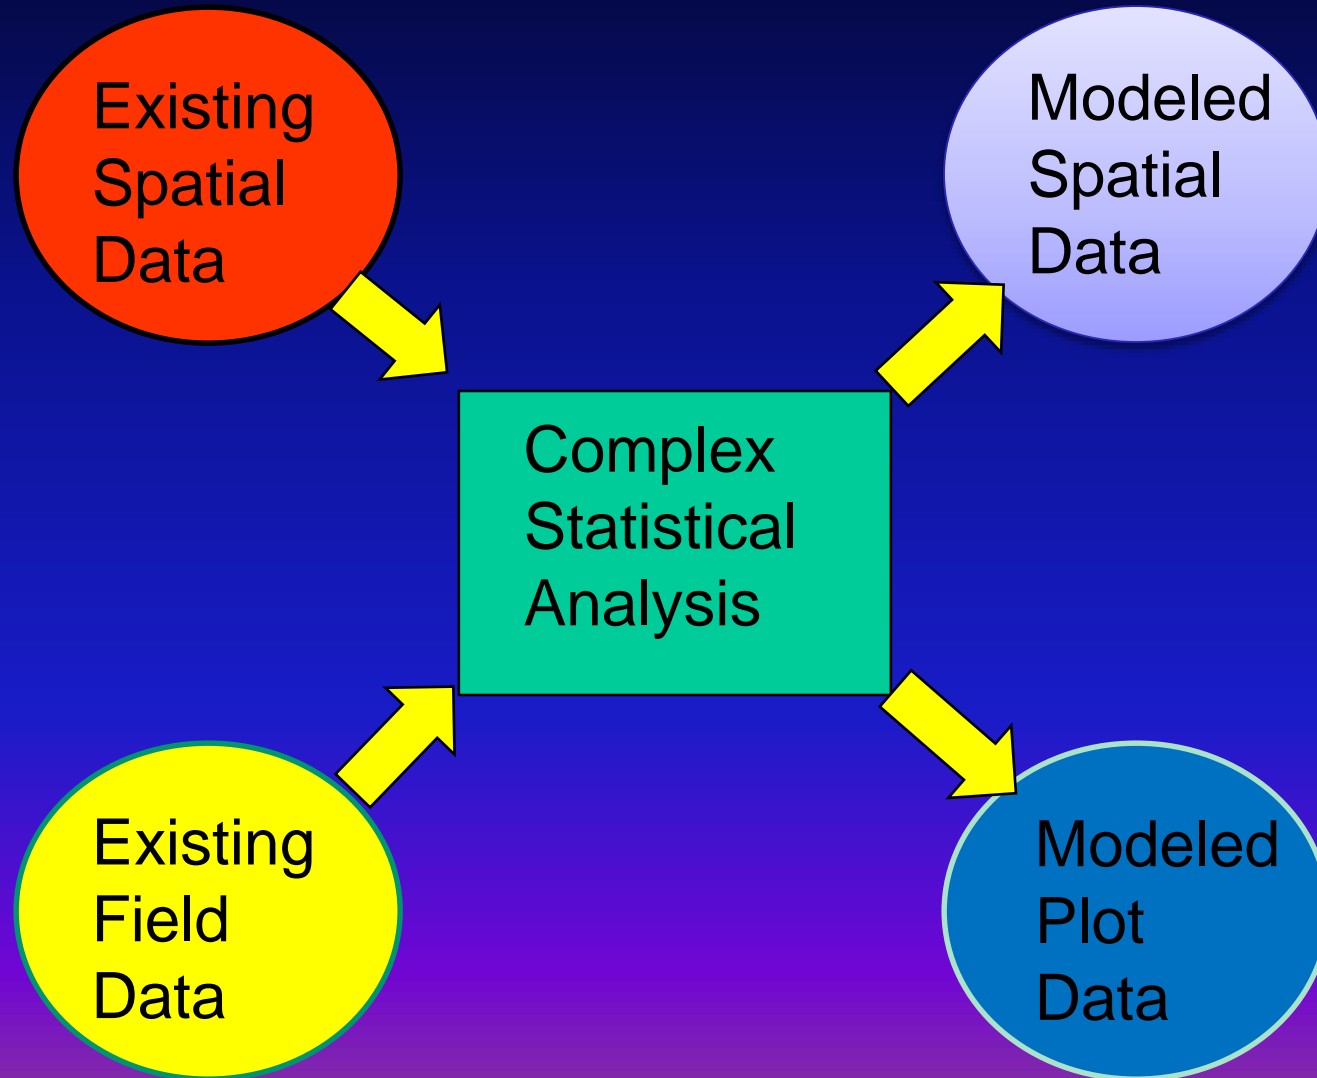 Existing
Spatial
Data
Modeled
Spatial
Data
Complex
Statistical
Analysis
Existing
Field
Data
Modeled
Plot
Data